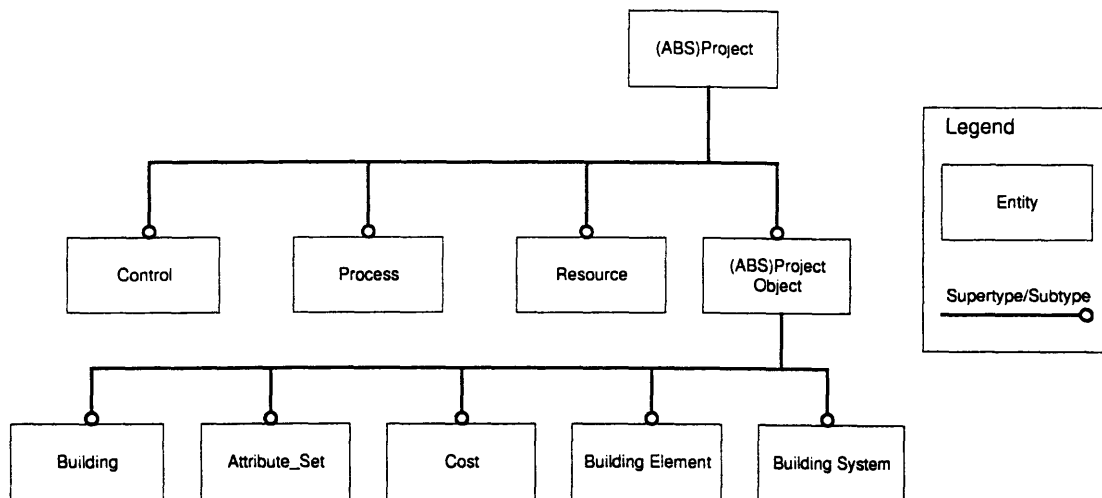 (ABS)Project
Legend
Entity
Control
Process
Resource
(ABS)Project
Object
Supertype/Subtype
Building
Attribute_Set
Cost
Building Element
Building System